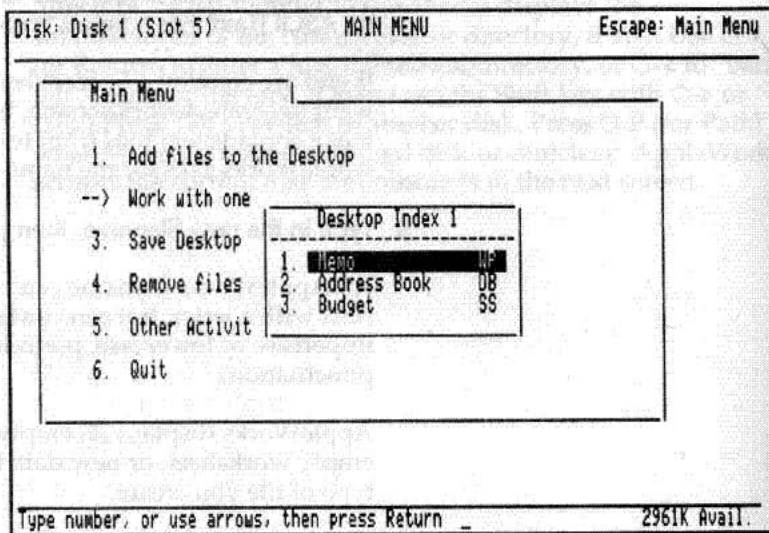 Disk: Disk 1 (Slot 5) MAIN MENU Escape: Main Menu
Main Menu
1. Add files to the Desktop
--> Work with one
3. Save Desktop
4. Remove files
5. Other Activit
6. Quit
Desktop Index 1
1. Memo WP
2. Address Book DB
3. Budget SS
Type number, or use arrows, then press Return _ 2961K Avail.